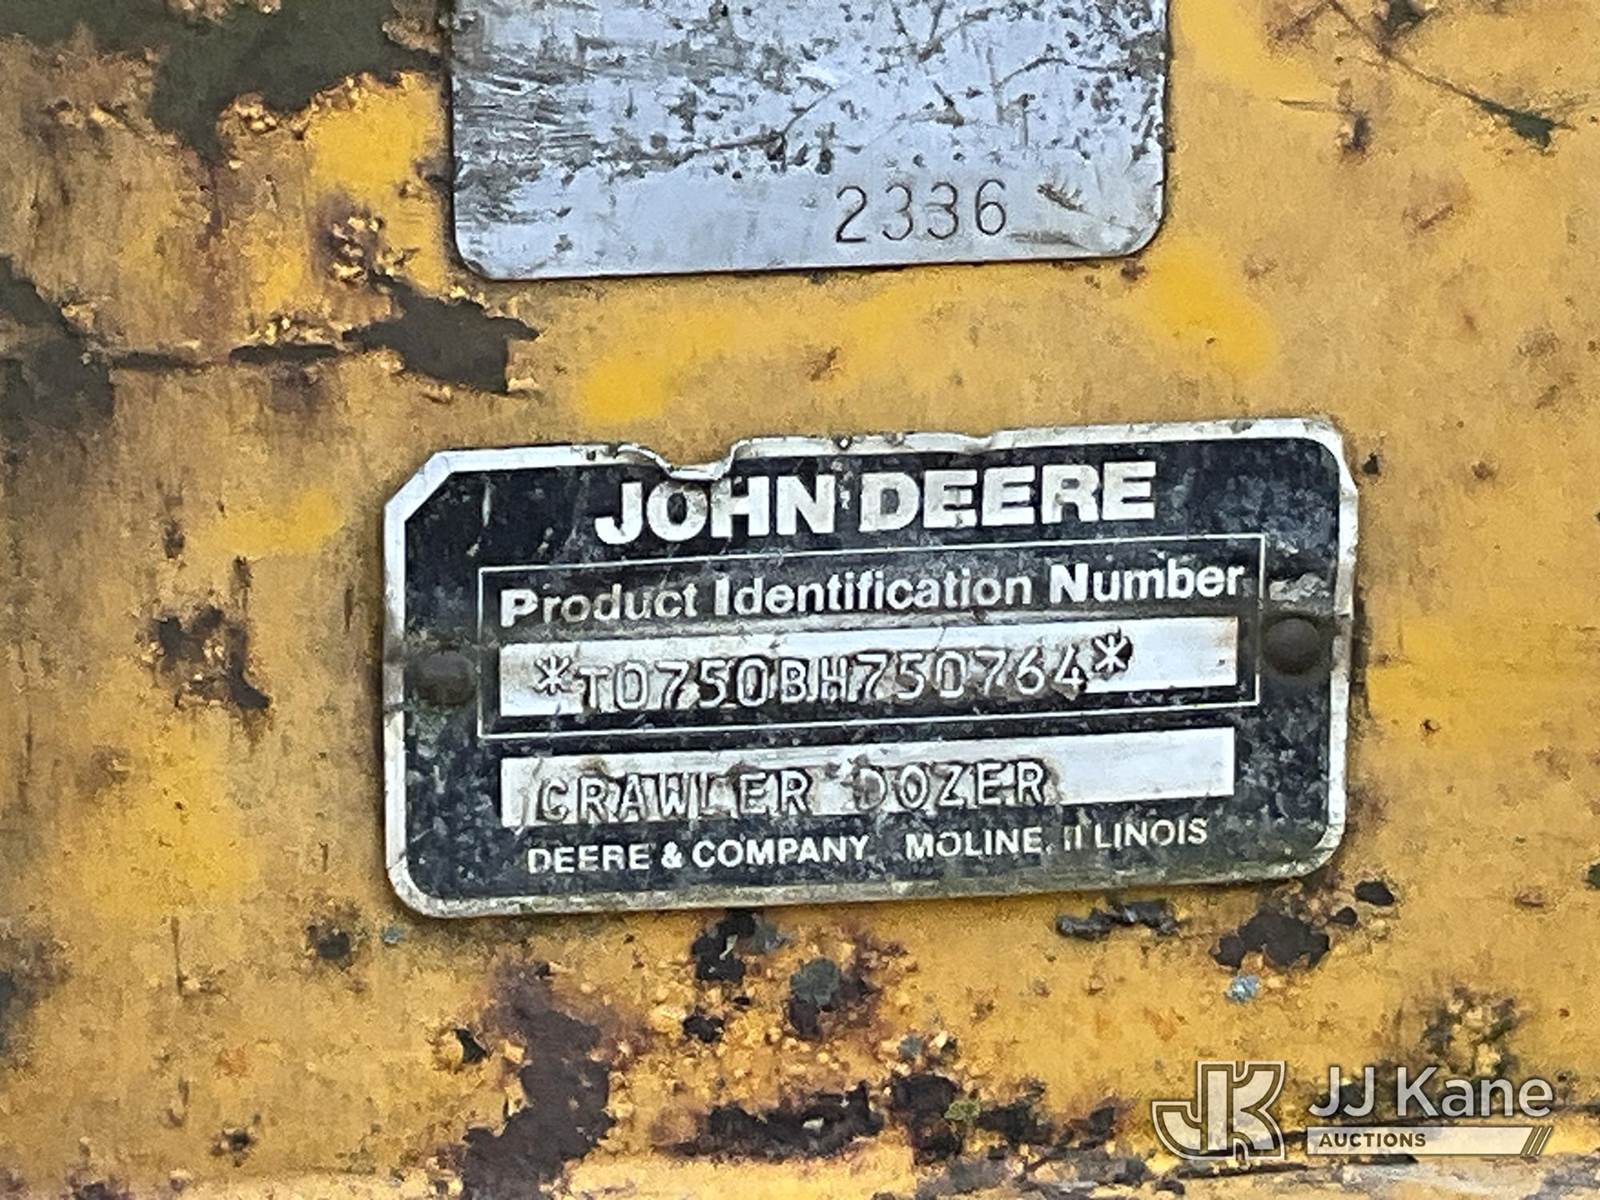 2336
JOHN DEERE
Product Identification Number
*T0750BH750764*
CRAWLER DOZER
DEERE & COMPANY MOLINE, ILLINOIS
JJ Kane
AUCTIONS